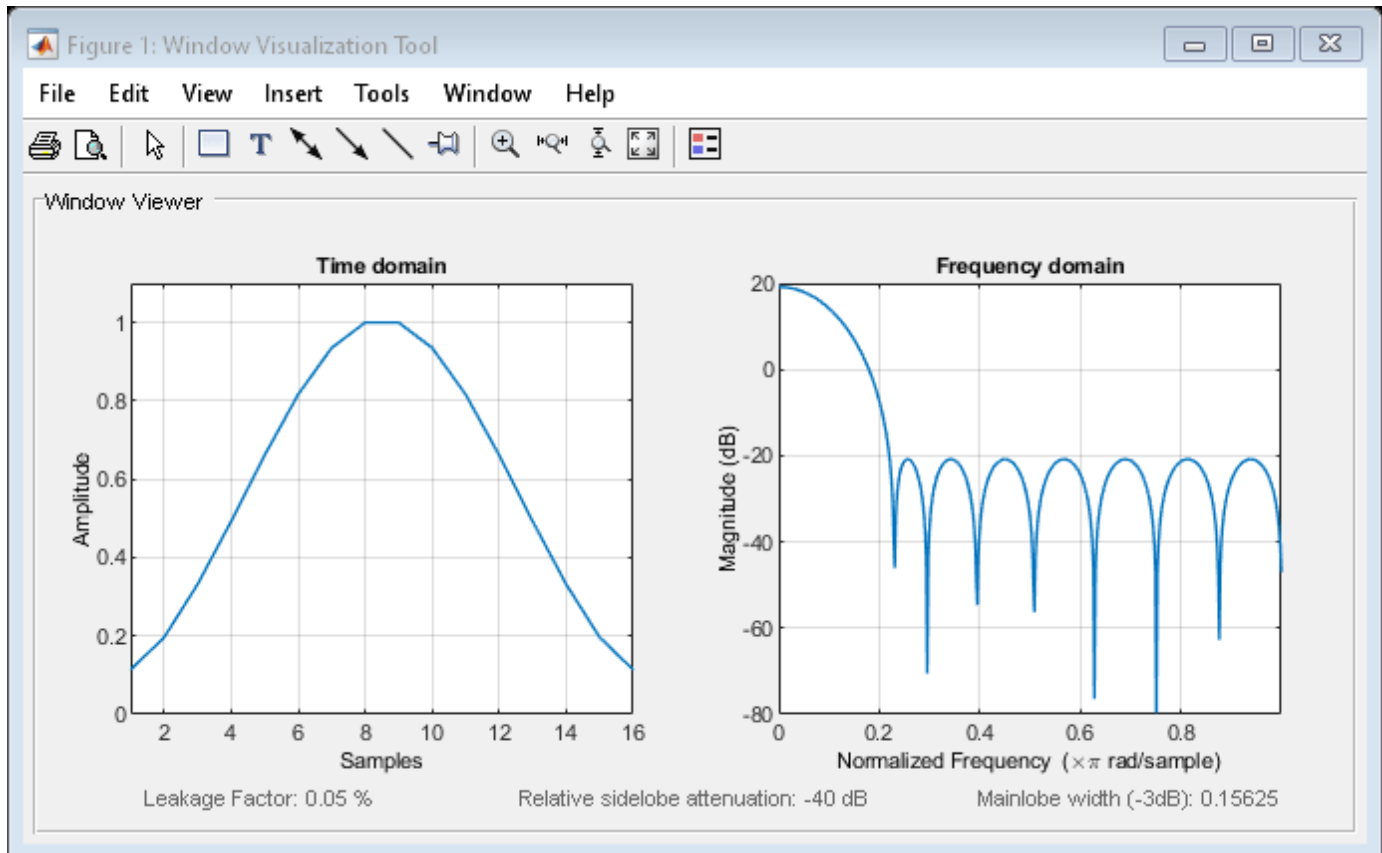 Figure 1: Window Visualization Tool
File Edit View Insert Tools Window Help
T
Window Viewer
Time domain
Amplitude
1
0.8
0.6
0.4
0.2
0
2 4 6 8 10 12 14 16
Samples
Frequency domain
Magnitude (dB)
20
0
-20
-40
-60
-80
0 0.2 0.4 0.6 0.8
Normalized Frequency (×π rad/sample)
Leakage Factor: 0.05 % Relative sidelobe attenuation: -40 dB Mainlobe width (-3dB): 0.15625